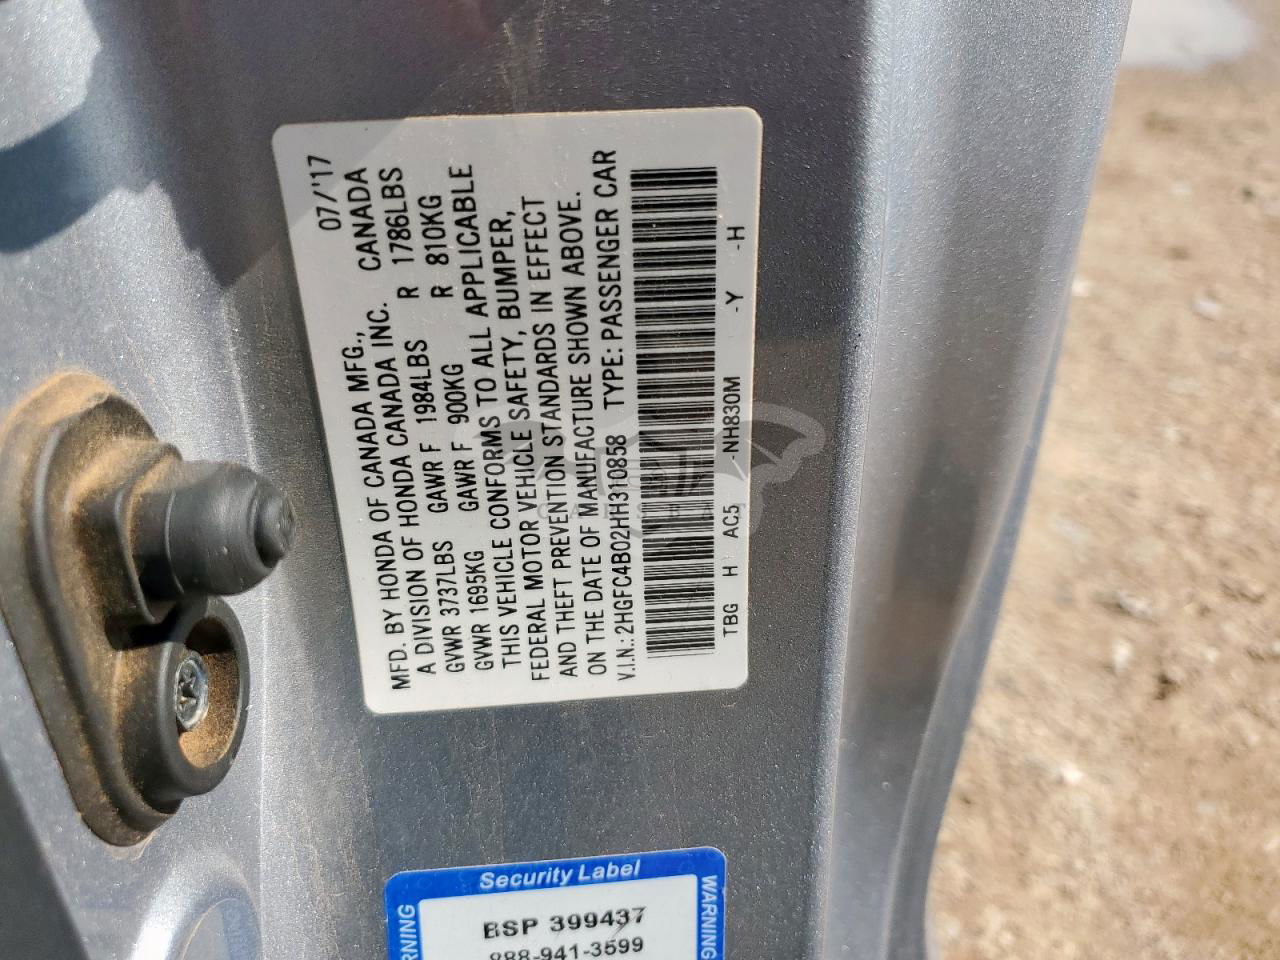 MFD. BY HONDA OF CANADA MFG., 07/'17
A DIVISION OF HONDA CANADA INC. CANADA
GVWR 3737LBS GAWR F 1984LBS R 1786LBS
GVWR 1695KG GAWR F 900KG R 810KG
THIS VEHICLE CONFORMS TO ALL APPLICABLE
FEDERAL MOTOR VEHICLE SAFETY, BUMPER,
AND THEFT PREVENTION STANDARDS IN EFFECT
ON THE DATE OF MANUFACTURE SHOWN ABOVE.
V.I.N.: 2HGFC4B02HH310858 TYPE: PASSENGER CAR
TBG H AC5 -NH830M -Y -H
Security Label
WARNING
BSP 399437
888-941-3599